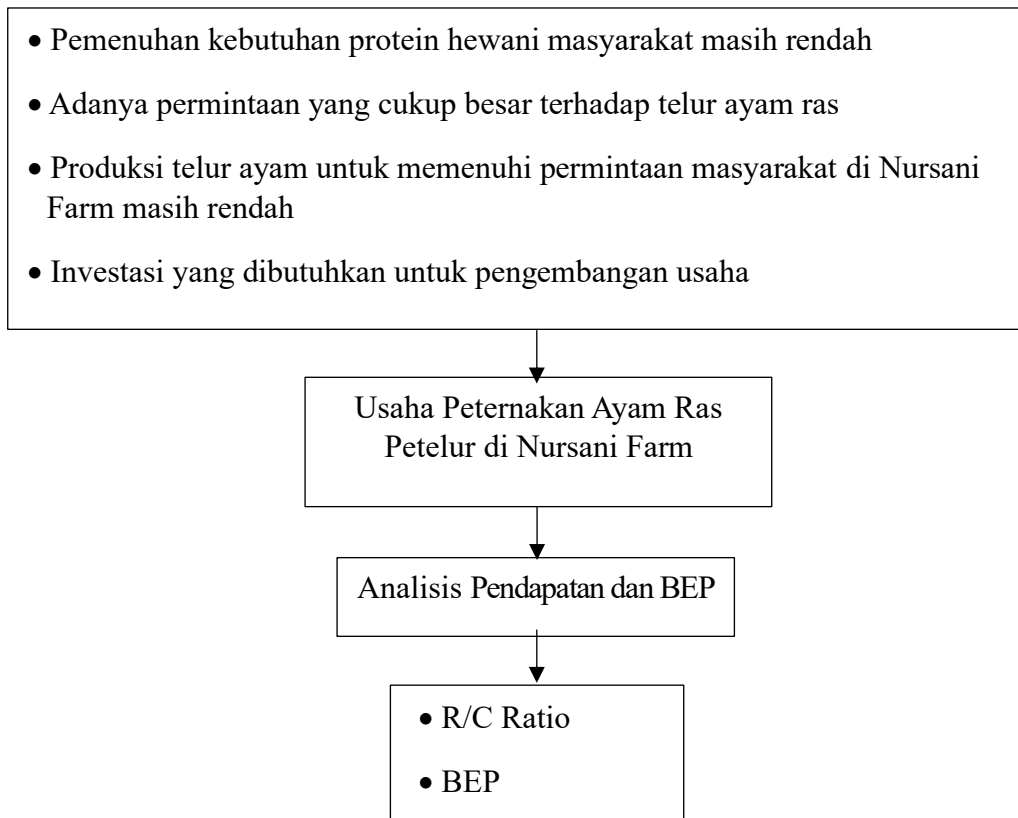 • Pemenuhan kebutuhan protein hewani masyarakat masih rendah
• Adanya permintaan yang cukup besar terhadap telur ayam ras
• Produksi telur ayam untuk memenuhi permintaan masyarakat di Nursani
Farm masih rendah
• Investasi yang dibutuhkan untuk pengembangan usaha
Usaha Peternakan Ayam Ras
Petelur di Nursani Farm
Analisis Pendapatan dan BEP
• R/C Ratio
• BEP